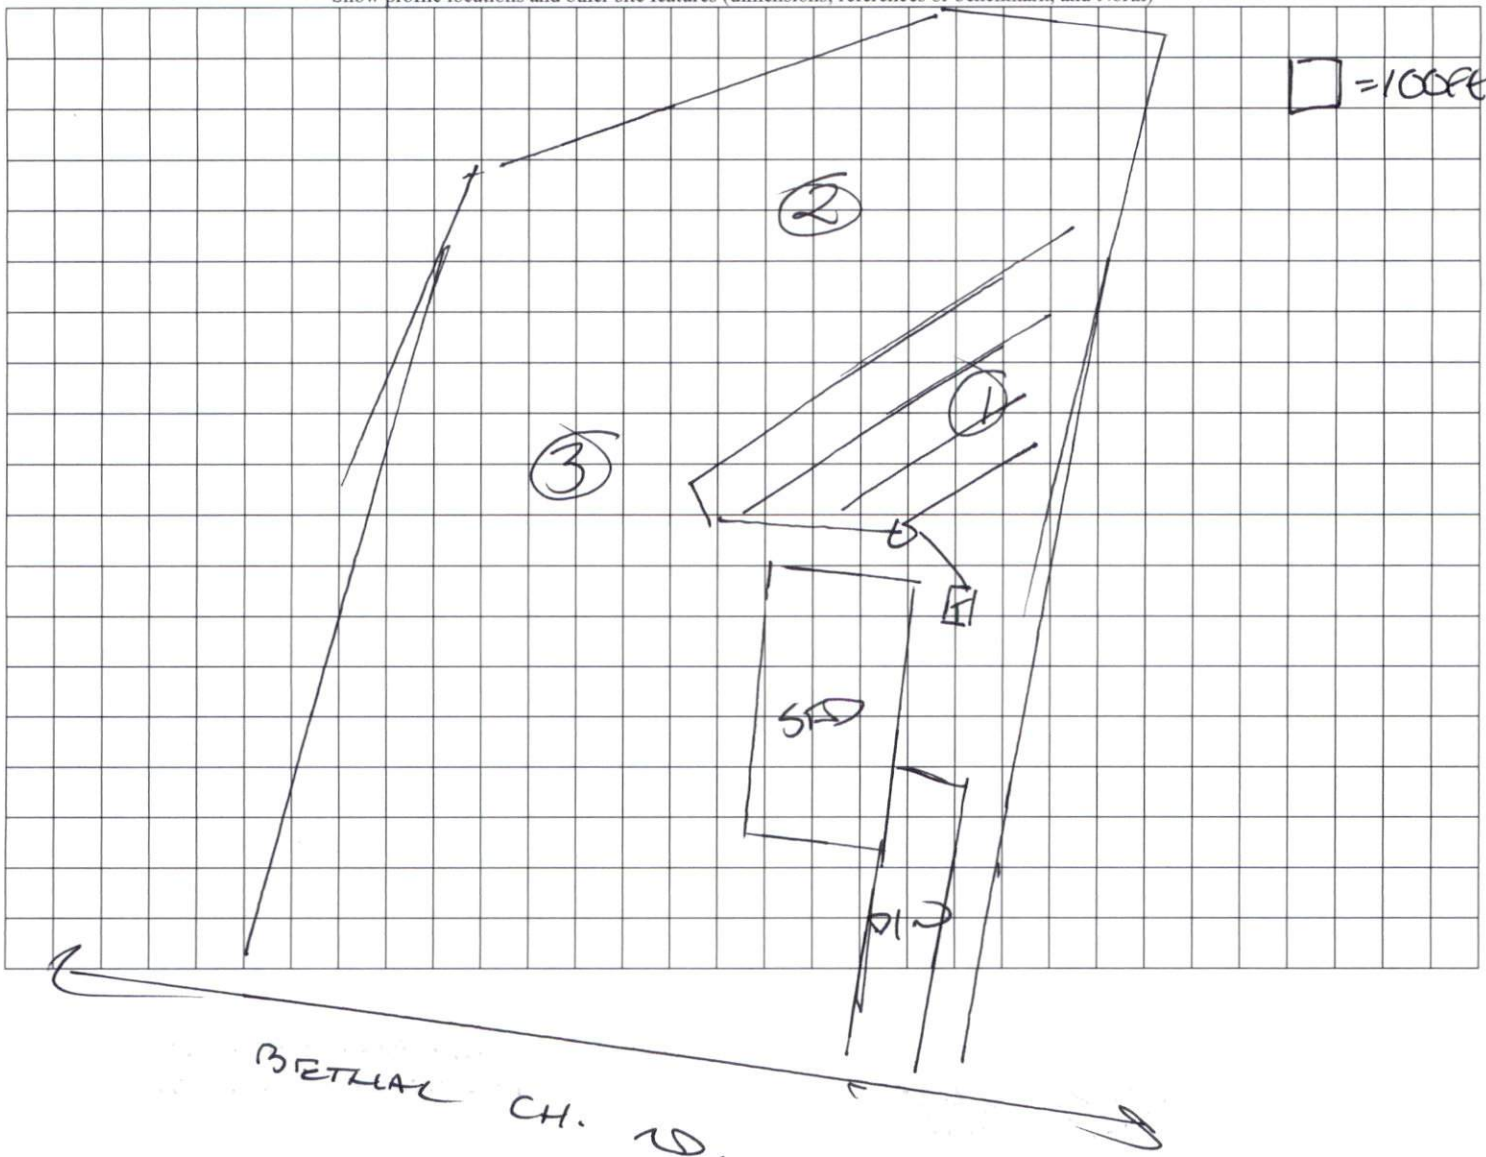 Show profile locations and other site features (dimensions, references or benchmark, and North)
=100Ft
2
1
3
T
SFD
D/W
BETHAL CH. RD.